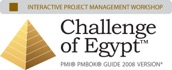 INTERACTIVE PROJECT MANAGEMENT WORKSHOP
Challenge
of Egypt™
PMI® PMBOK® GUIDE 2008 VERSION*